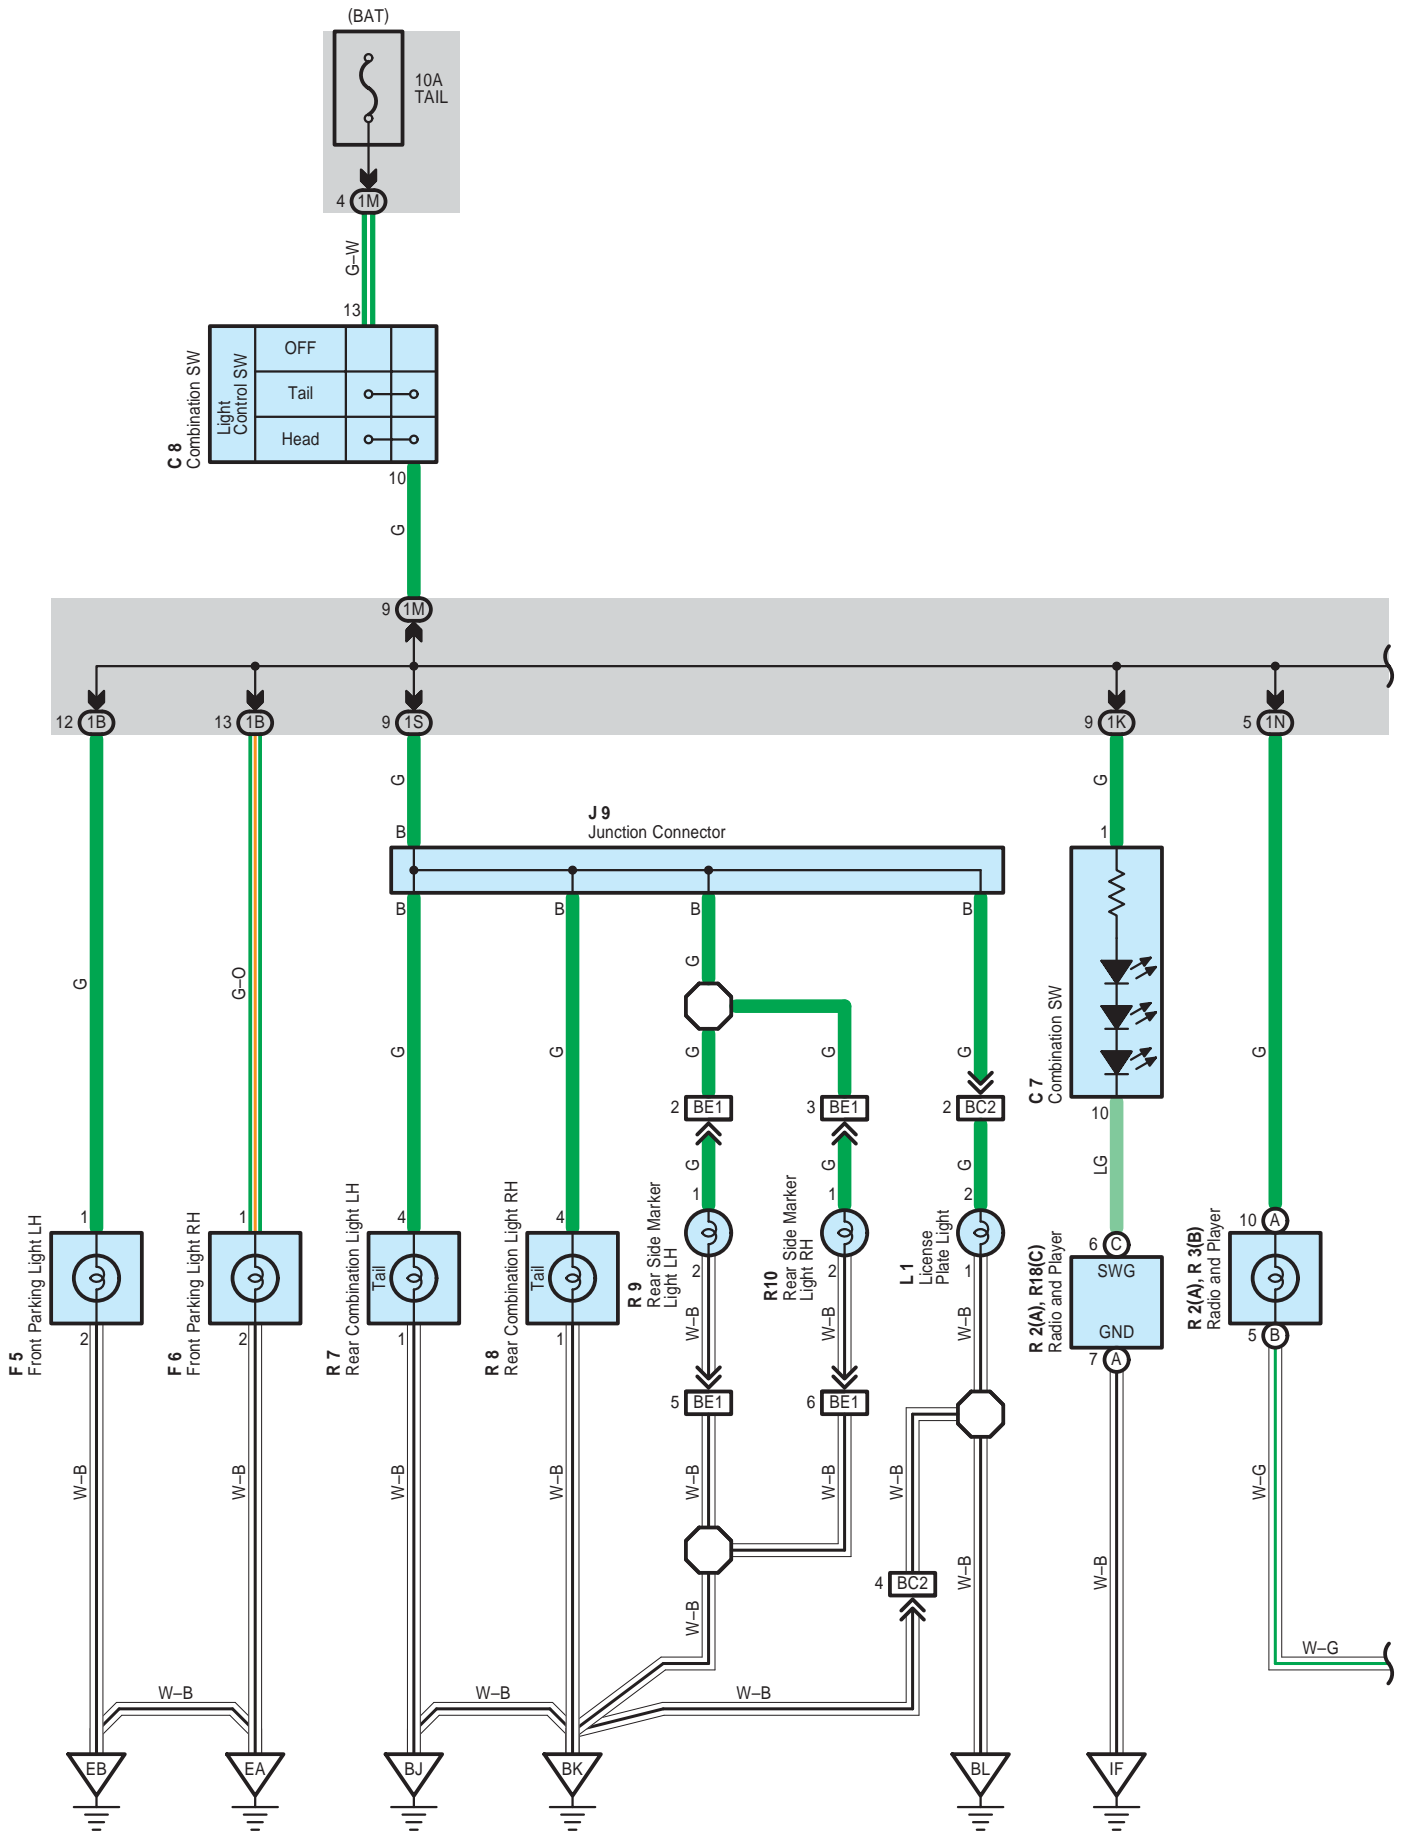 (BAT)
10A
TAIL
4 1M
G–W
13
C 8
Combination SW
Light
Control SW
OFF
Tail
Head
10
G
9 1M
12 1B
13 1B
9 1S
9 1K
5 1N
G
G
J 9
Junction Connector
B
1
B
B
B
B
G
G–O
G
G
G
G
G
G
G
C 7
Combination SW
2 BE1
3 BE1
2 BC2
10
G
G
G
LG
1
1
4
4
1
1
2
10 A
6 C
F 5
Front Parking Light LH
F 6
Front Parking Light RH
R 7
Rear Combination Light LH
Tail
R 8
Rear Combination Light RH
Tail
R 9
Rear Side Marker
Light LH
R10
Rear Side Marker
Light RH
L 1
License
Plate Light
R 2(A), R18(C)
Radio and Player
SWG
GND
R 2(A), R 3(B)
Radio and Player
2
2
1
1
2
2
1
7 A
5 B
W–B
W–B
W–B
5 BE1
6 BE1
W–B
W–B
W–B
W–B
W–B
W–B
W–B
W–G
W–B
W–B
4 BC2
W–B
W–B
W–B
W–B
W–G
EB
EA
BJ
BK
BL
IF